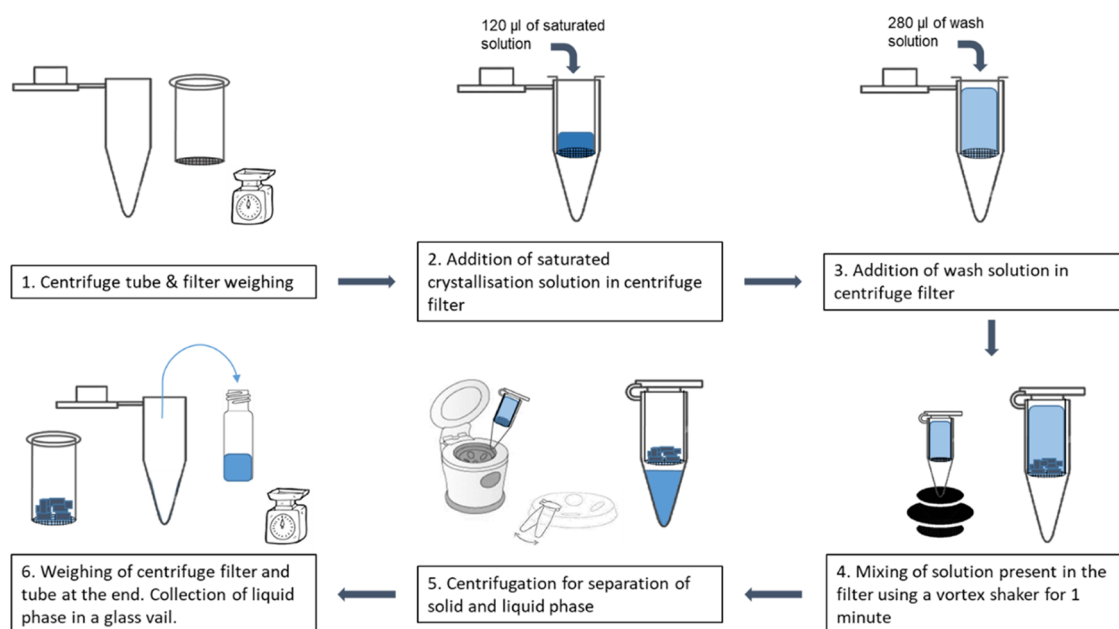 120 µl of saturated
solution
280 µl of wash
solution
1. Centrifuge tube & filter weighing
2. Addition of saturated
crystallisation solution in centrifuge
filter
3. Addition of wash solution in
centrifuge filter
4. Mixing of solution present in the
filter using a vortex shaker for 1
minute
5. Centrifugation for separation of
solid and liquid phase
6. Weighing of centrifuge filter and
tube at the end. Collection of liquid
phase in a glass vail.